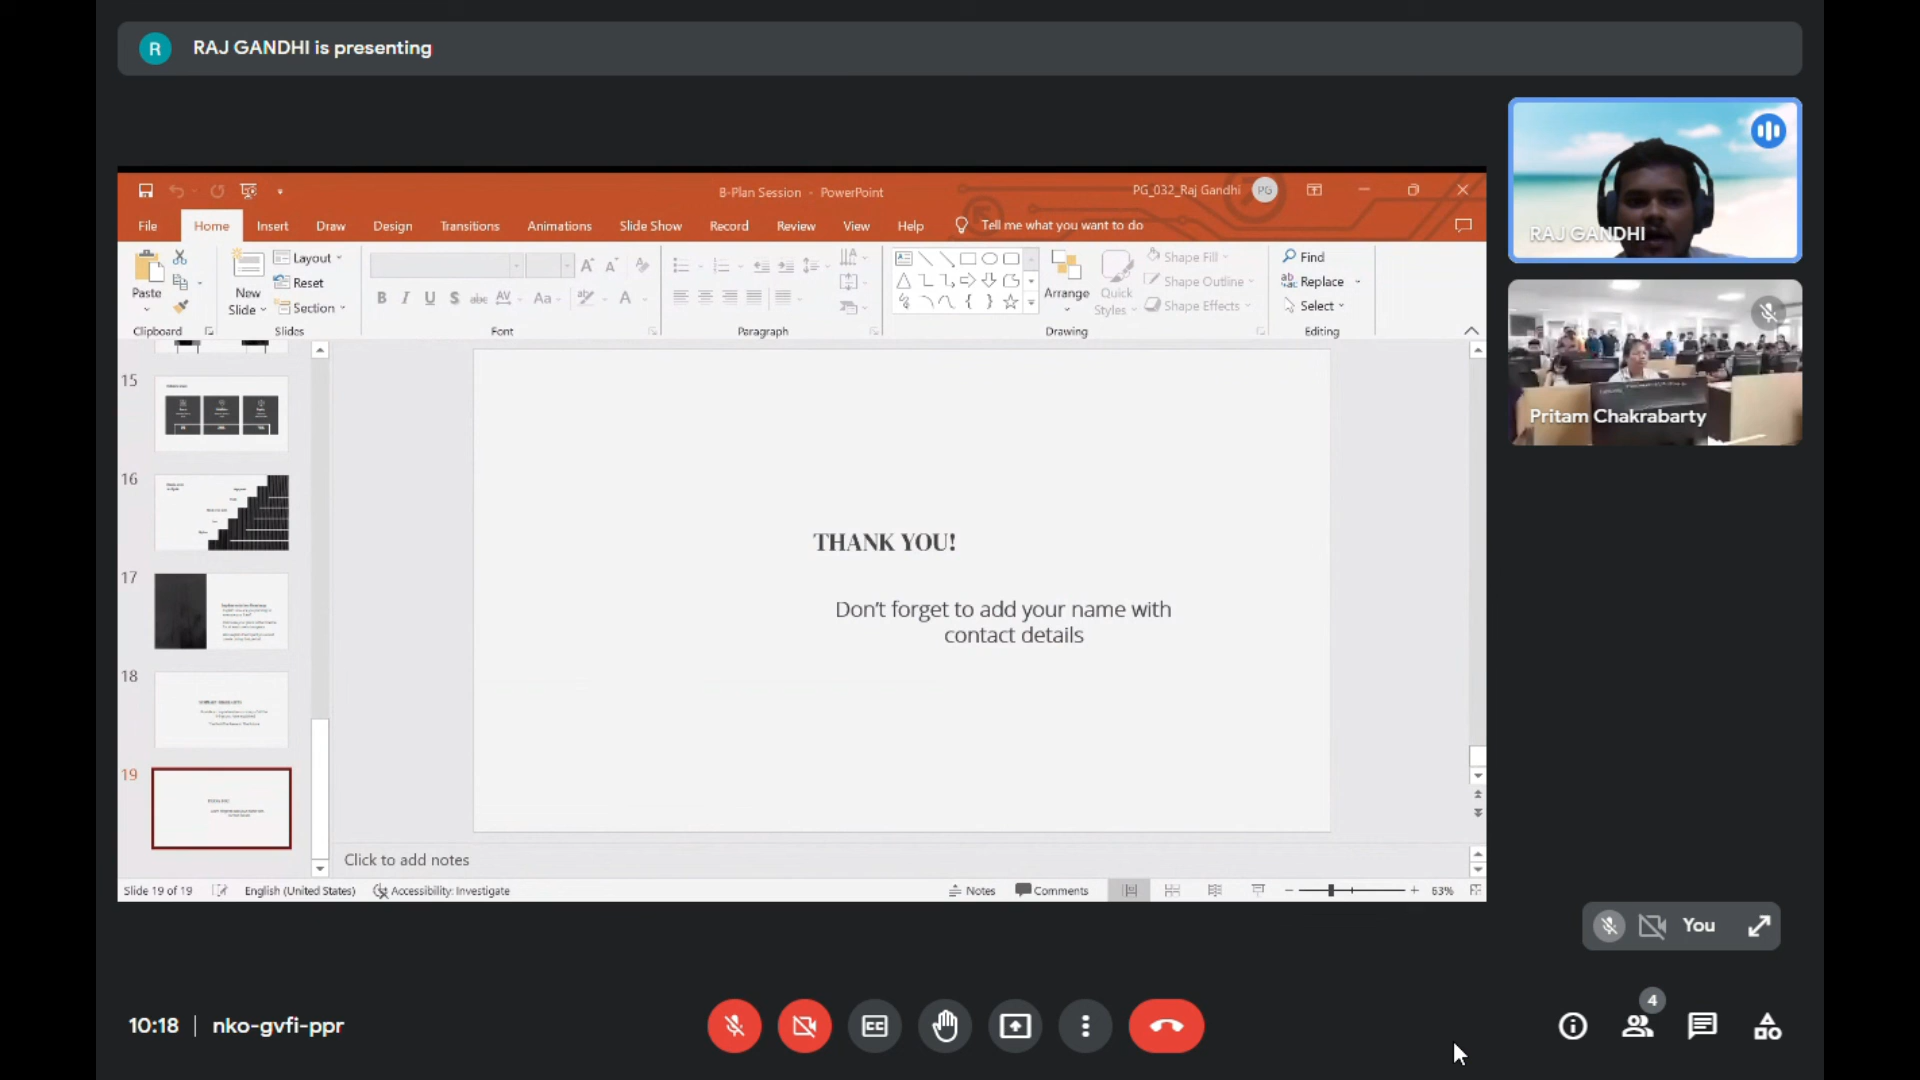 R RAJ GANDHI is presenting
B-Plan Session - PowerPoint
PG_032_Raj Gandhi PG
File Home Insert Draw Design Transitions Animations Slide Show Record Review View Help Tell me what you want to do
Paste
Clipboard
New
Slide
Layout
Reset
Section
Slides
B I U S abc AV Aa A
Font
Paragraph
Arrange
Quick
Styles
Shape Fill
Shape Outline
Shape Effects
Drawing
Find
Replace
Select
Editing
RAJ GANDHI
Pritam Chakrabarty
15
16
17
18
19
THANK YOU!
Don't forget to add your name with
contact details
Click to add notes
Slide 19 of 19 English (United States) Accessibility: Investigate Notes Comments 63%
You
4
10:18 | nko-gvfi-ppr